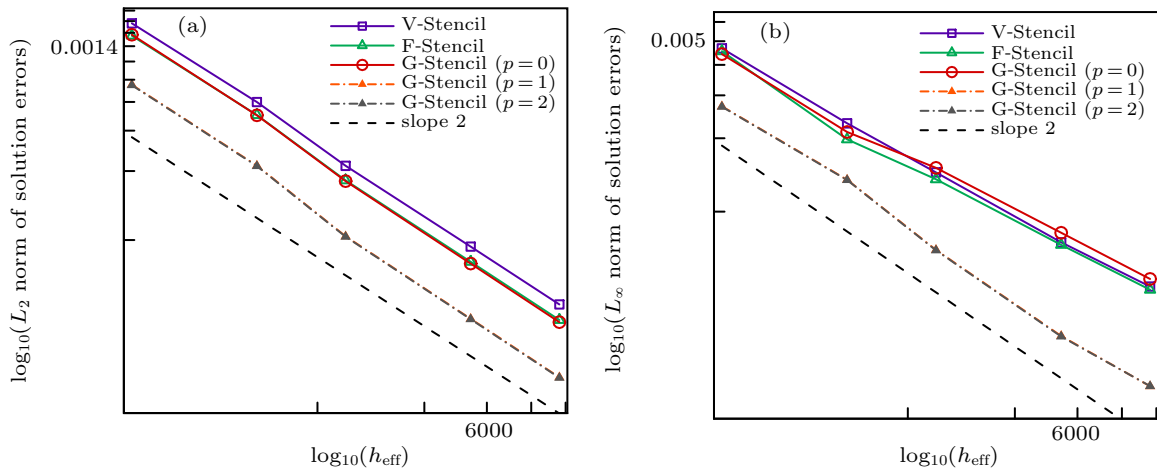 (a)
V-Stencil
F-Stencil
G-Stencil (p = 0)
G-Stencil (p = 1)
G-Stencil (p = 2)
slope 2
0.0014
log10(L2 norm of solution errors)
6000
log10(heff)
(b)
V-Stencil
F-Stencil
G-Stencil (p = 0)
G-Stencil (p = 1)
G-Stencil (p = 2)
slope 2
0.005
log10(L∞ norm of solution errors)
6000
log10(heff)